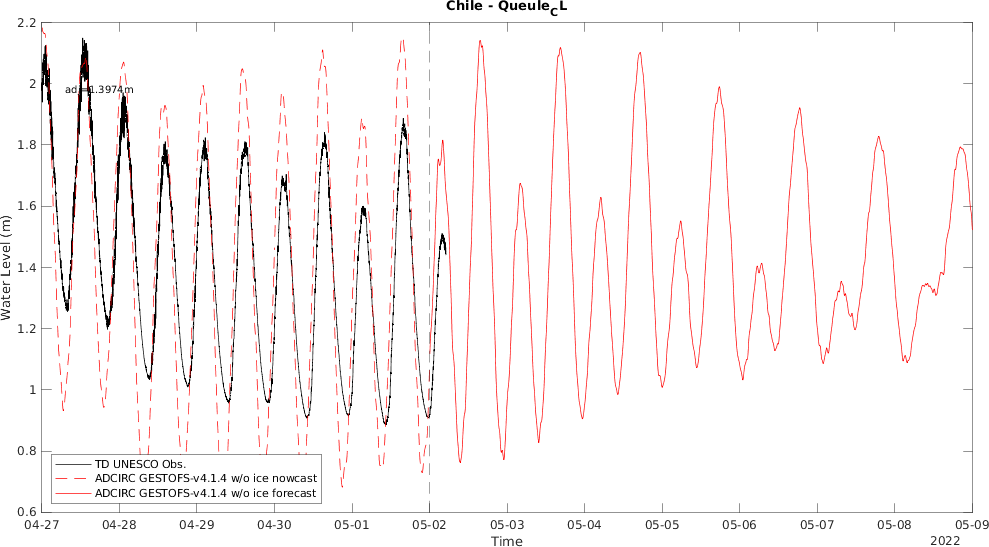 Chile - Queule_CL
2.2
2
1.8
1.6
1.4
1.2
1
0.8
0.6
Water Level (m)
adj=1.3974m
TD UNESCO Obs.
ADCIRC GESTOFS-v4.1.4 w/o ice nowcast
ADCIRC GESTOFS-v4.1.4 w/o ice forecast
04-27 04-28 04-29 04-30 05-01 05-02 05-03 05-04 05-05 05-06 05-07 05-08 05-09
Time
2022